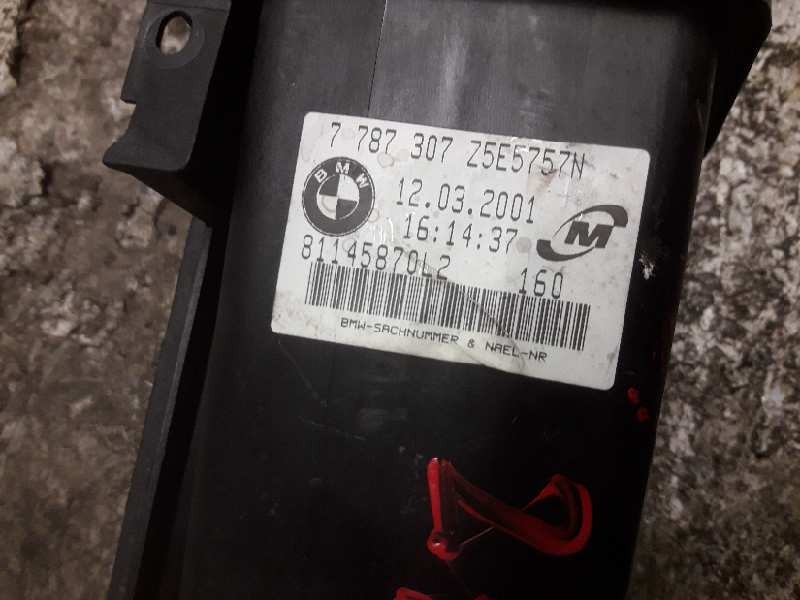 7 787 307 Z5E5757N
BMW
12.03.2001
16:14:37
M
81145870L2 160
BMW-SACHNUMMER & NAEL-NR